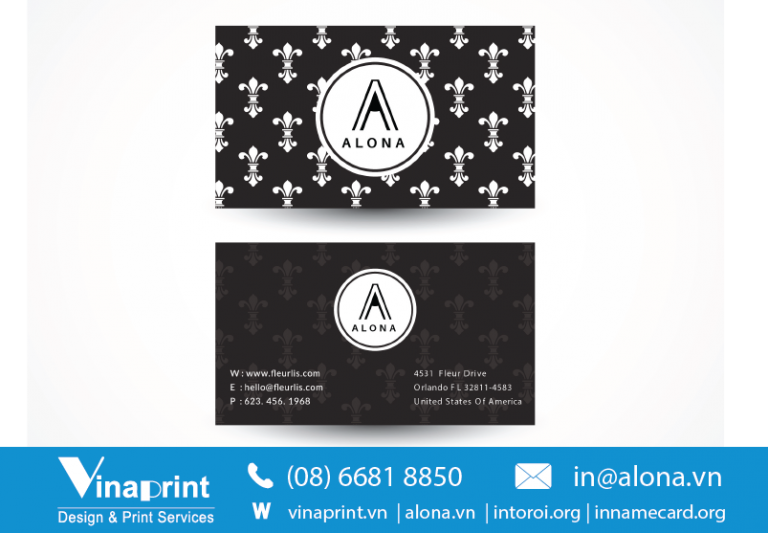 ALONA
ALONA
W : www.fleurlis.com
E : hello@fleurlis.com
P : 623. 456. 1968
4531 Fleur Drive
Orlando F L 32811-4583
United States Of America
Vinaprint
Design & Print Services
(08) 6681 8850
in@alona.vn
W vinaprint.vn | alona.vn | intoroi.org | innamecard.org